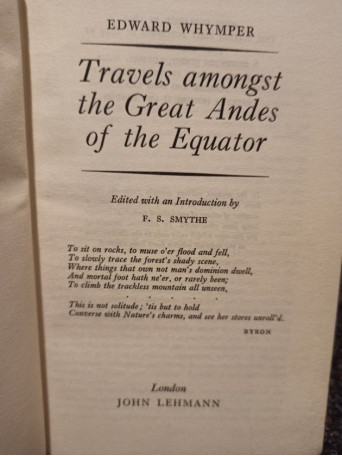 EDWARD WHYMPER
Travels amongst
the Great Andes
of the Equator
Edited with an Introduction by
F. S. SMYTHE
To sit on rocks, to muse o'er flood and fell,
To slowly trace the forest's shady scene,
Where things that own not man's dominion dwell,
And mortal foot hath ne'er, or rarely been;
To climb the trackless mountain all unseen,
. . . . . . .
This is not solitude; 'tis but to hold
Converse with Nature's charms, and see her stores unroll'd.
BYRON
London
JOHN LEHMANN